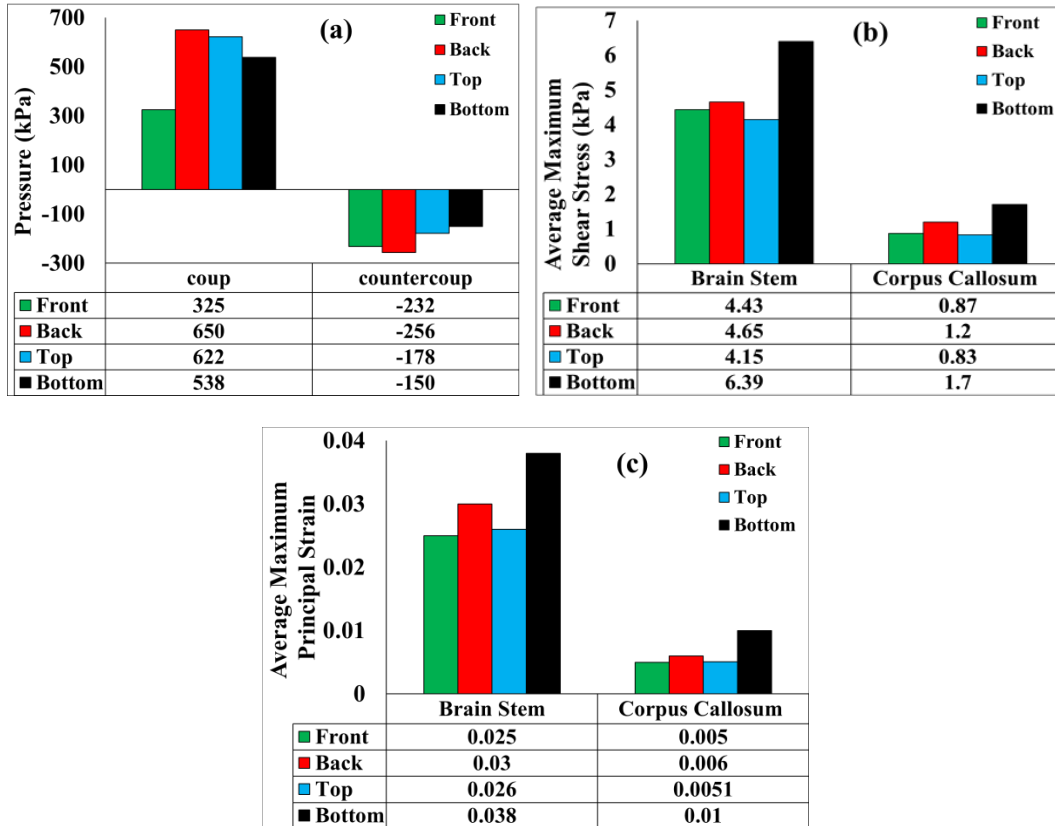 (a)
Front
Back
Top
Bottom
Pressure (kPa)
700
500
300
100
-100
-300
coup countercoup
Front 325 -232
Back 650 -256
Top 622 -178
Bottom 538 -150
(b)
Front
Back
Top
Bottom
Average Maximum
Shear Stress (kPa)
7
6
5
4
3
2
1
0
Brain Stem Corpus Callosum
Front 4.43 0.87
Back 4.65 1.2
Top 4.15 0.83
Bottom 6.39 1.7
(c)
Front
Back
Top
Bottom
Average Maximum
Principal Strain
0.04
0.03
0.02
0.01
0
Brain Stem Corpus Callosum
Front 0.025 0.005
Back 0.03 0.006
Top 0.026 0.0051
Bottom 0.038 0.01